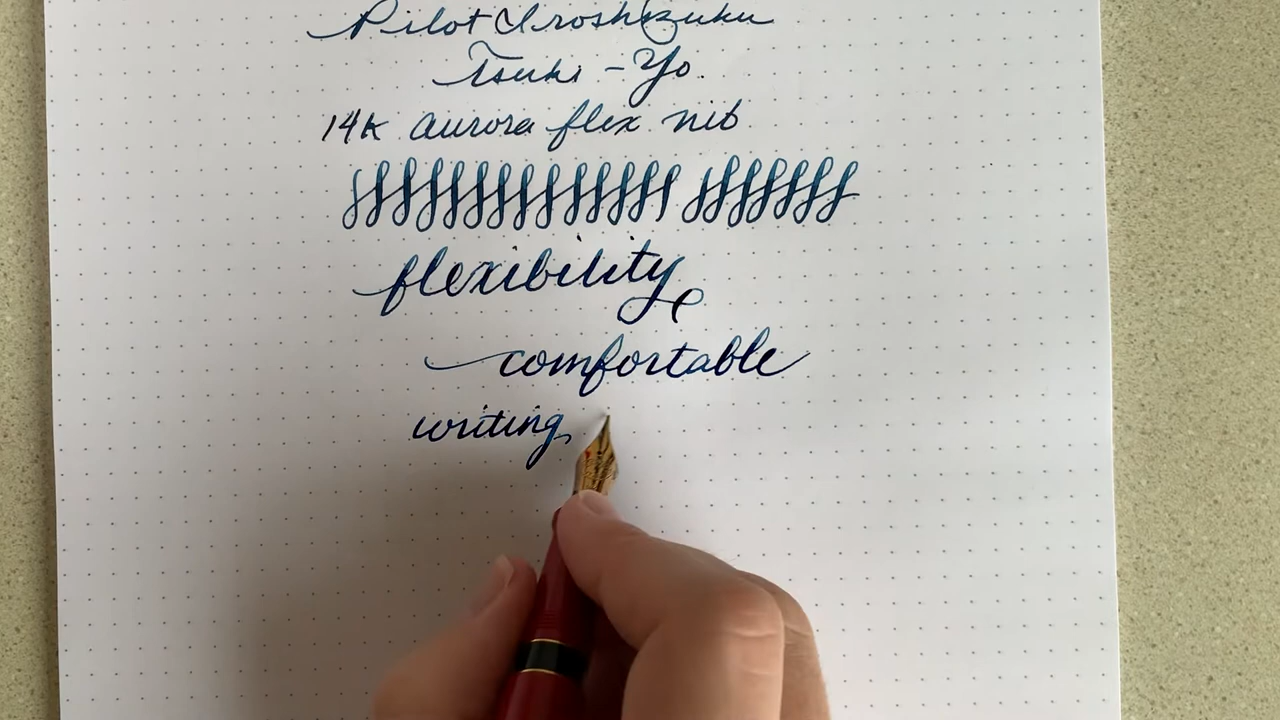 Pilot Iroshizuku
Tsuki-Yo
14K aurora flex nib
flexibility
comfortable
writing